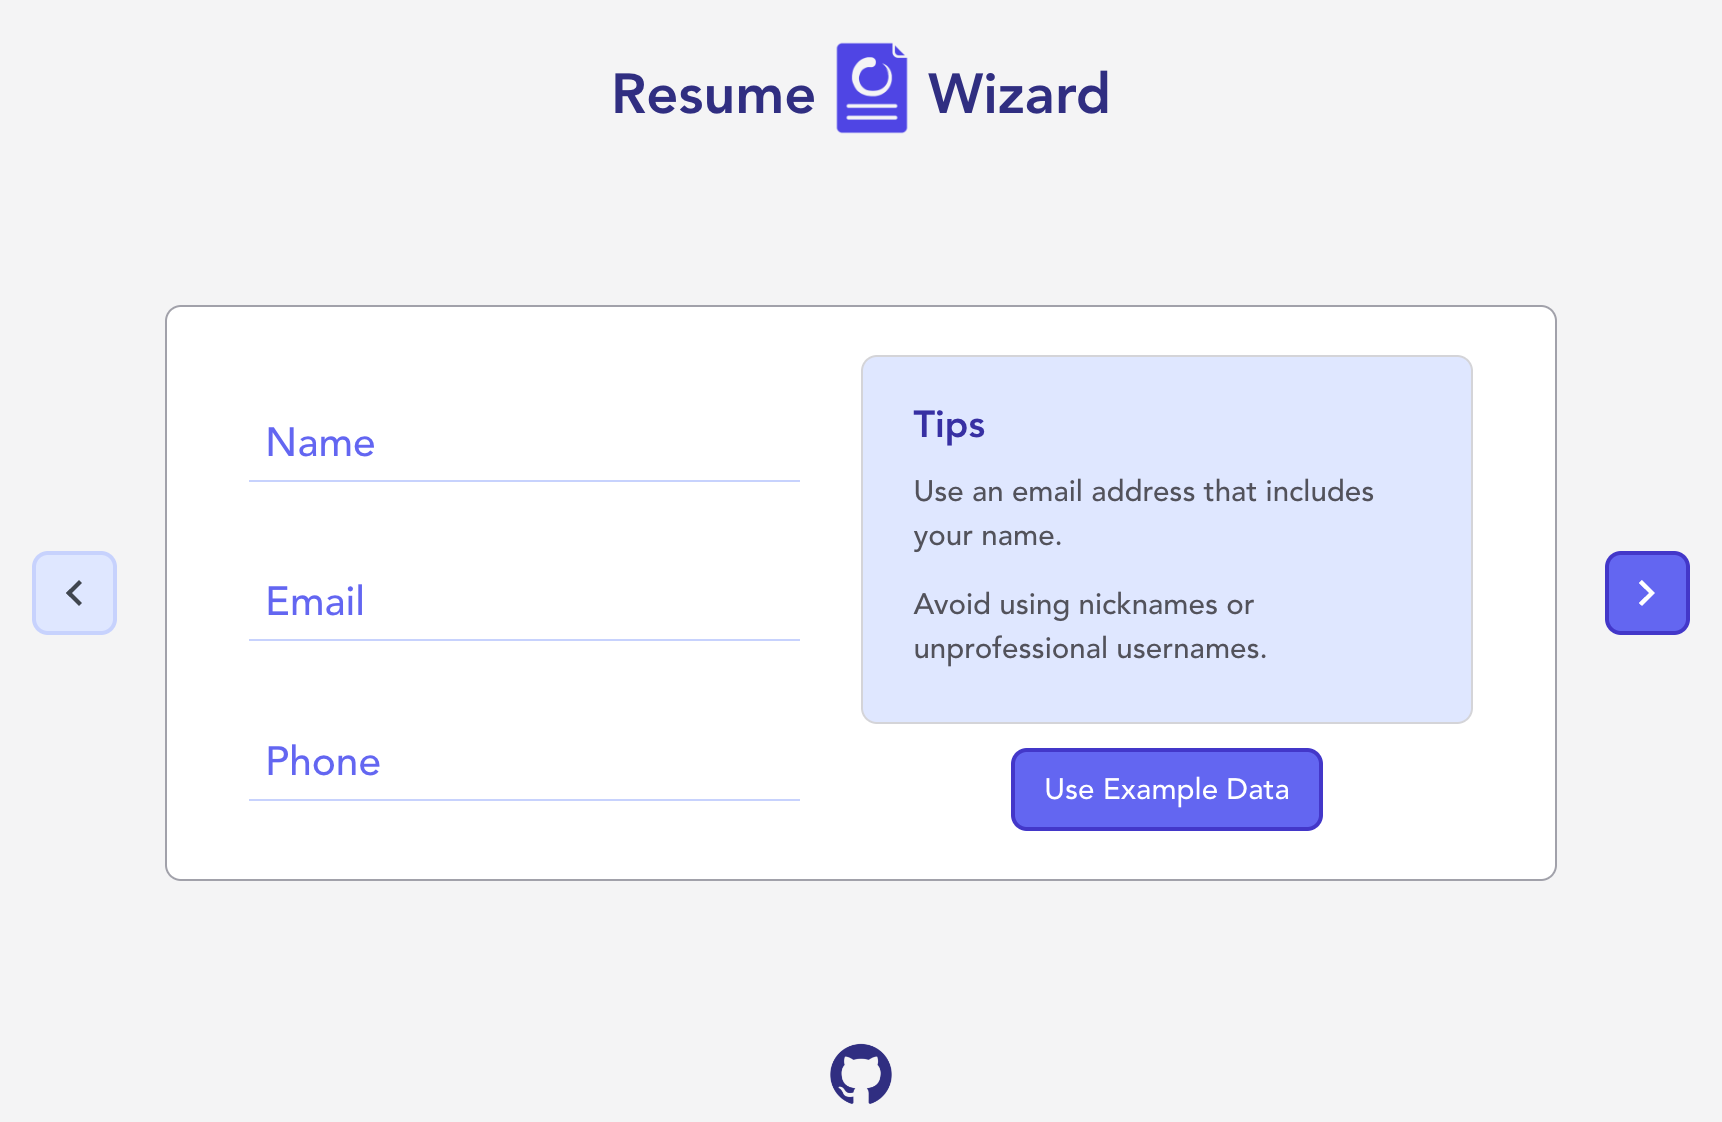 Resume Wizard
Name
Email
Phone
Tips
Use an email address that includes
your name.
Avoid using nicknames or
unprofessional usernames.
Use Example Data